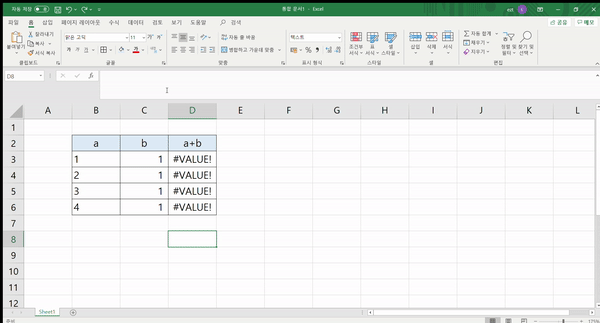 자동 저장
통합 문서1 - Excel
est
파일 홈 삽입 페이지 레이아웃 수식 데이터 검토 보기 도움말 검색
공유 메모
붙여넣기
잘라내기
복사
서식 복사
맑은 고딕 11
자동 줄 바꿈
병합하고 가운데 맞춤
텍스트
조건부 서식
표 서식
셀 스타일
삽입 삭제 서식
자동 합계
채우기
지우기
정렬 및 필터
찾기 및 선택
클립보드 글꼴 맞춤 표시 형식 스타일 셀 편집
D8 fx
A B C D E F G H I J K L
1
2 a b a+b
3 1 1 #VALUE!
4 2 1 #VALUE!
5 3 1 #VALUE!
6 4 1 #VALUE!
7
8
9
10
11
12
Sheet1
준비
175%